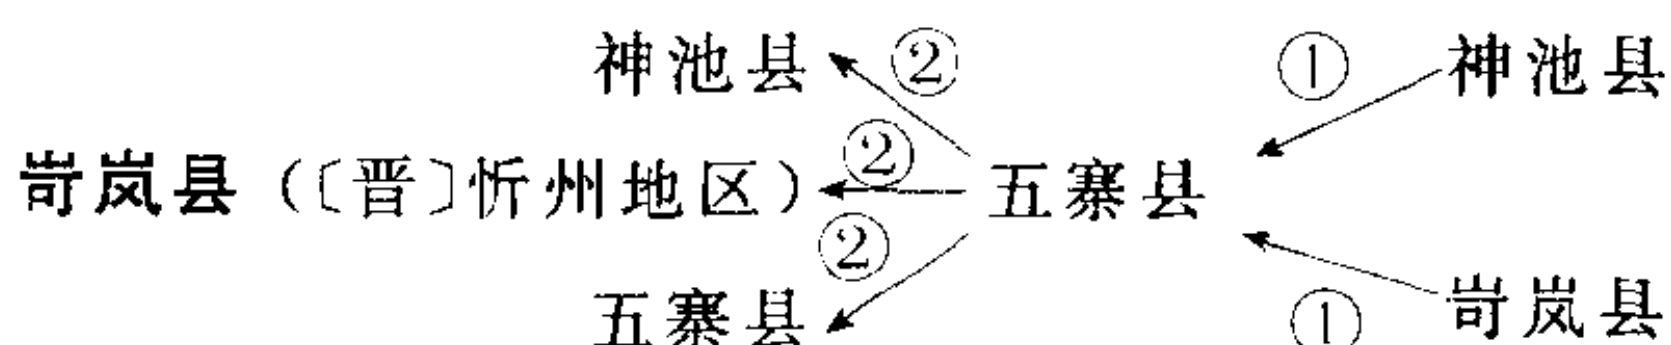 神池县 ② ① 神池县
岢岚县（〔晋〕忻州地区） ② 五寨县
② 
五寨县 ① 岢岚县